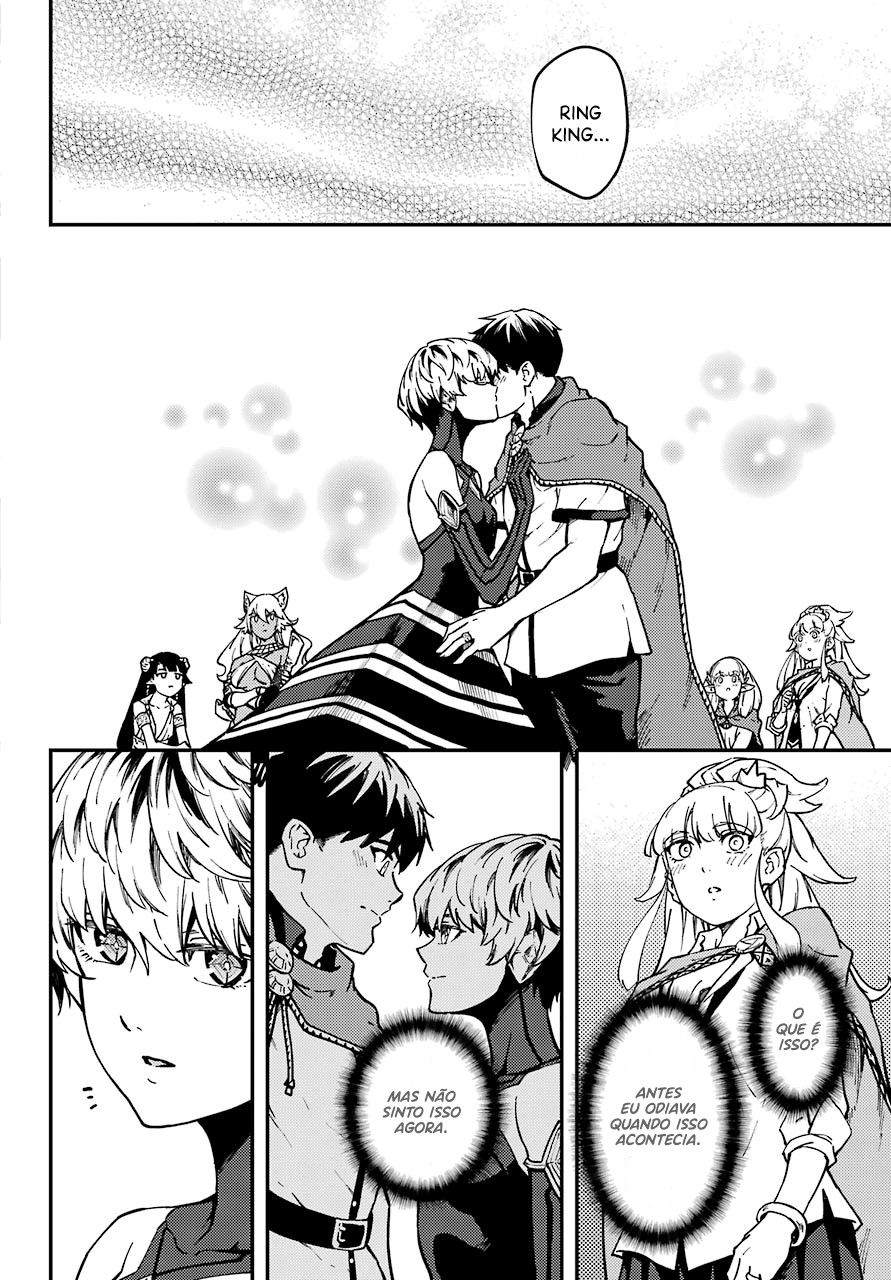 RING
KING...
O
QUE É
ISSO?
ANTES
EU ODIAVA
QUANDO ISSO
ACONTECIA.
MAS NÃO
SINTO ISSO
AGORA.